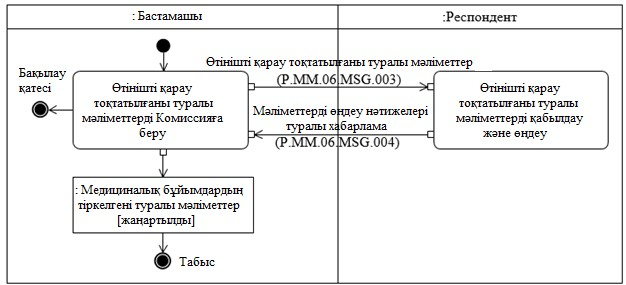 : Бастамашы
:Респондент
Өтінішті қарау тоқтатылғаны туралы мәліметтер
(P.MM.06.MSG.003)
Бақылау
қатесі
Өтінішті қарау
тоқтатылғаны туралы
мәліметтерді Комиссияға
беру
Өтінішті қарау
тоқтатылғаны туралы
мәліметтерді қабылдау
және өңдеу
Мәліметтерді өңдеу нәтижелері
туралы хабарлама
(P.MM.06.MSG.004)
: Медициналық бұйымдардың
тіркелгені туралы мәліметтер
[жаңартылды]
Табыс